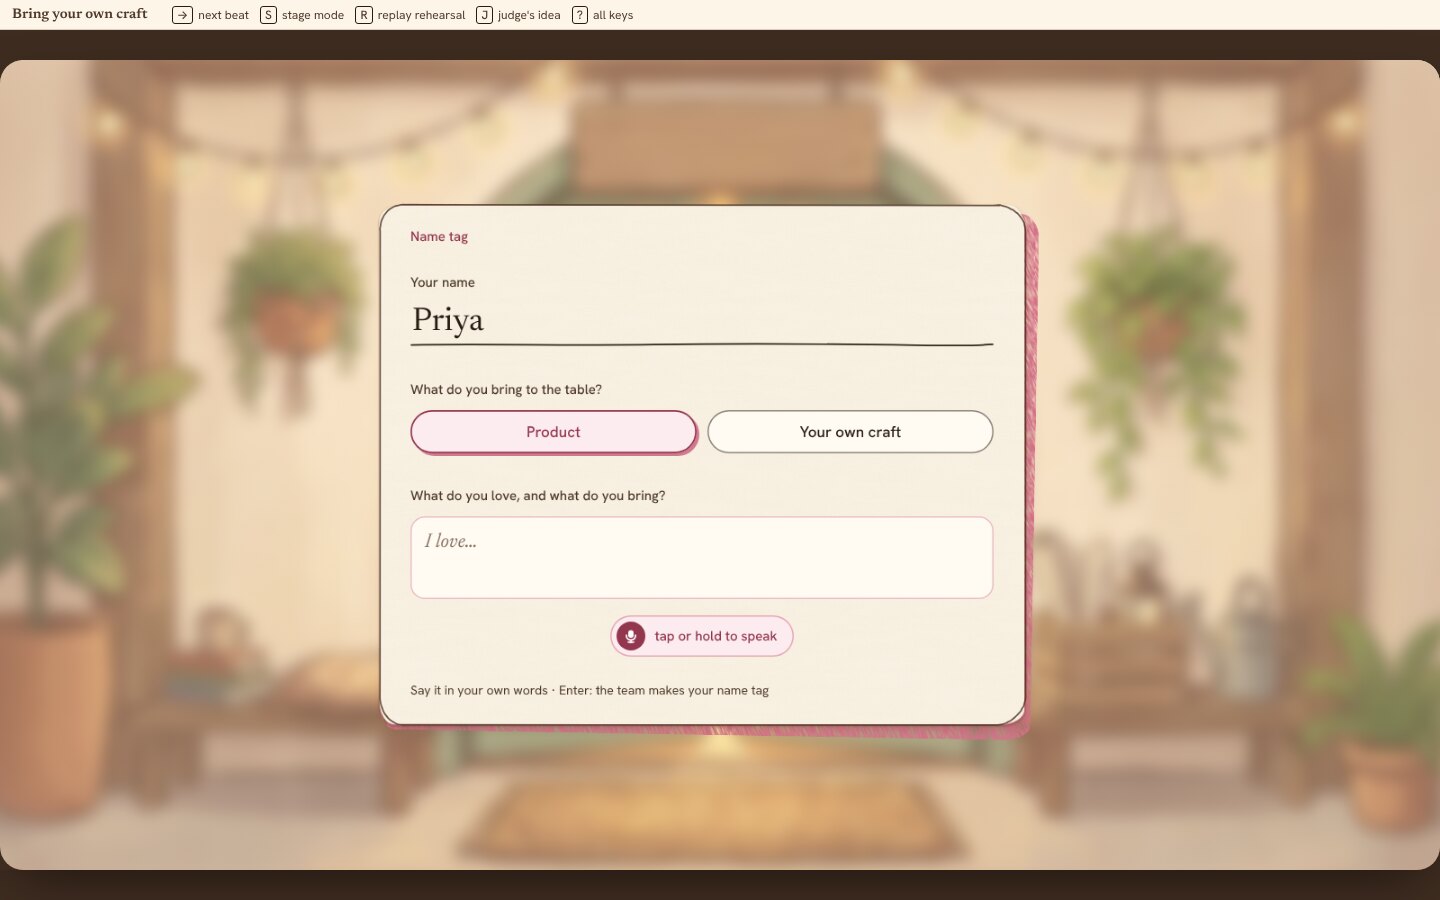 Bring your own craft
→ next beat S stage mode R replay rehearsal J judge's idea ? all keys
Name tag
Your name
Priya
What do you bring to the table?
Product
Your own craft
What do you love, and what do you bring?
I love...
tap or hold to speak
Say it in your own words · Enter: the team makes your name tag